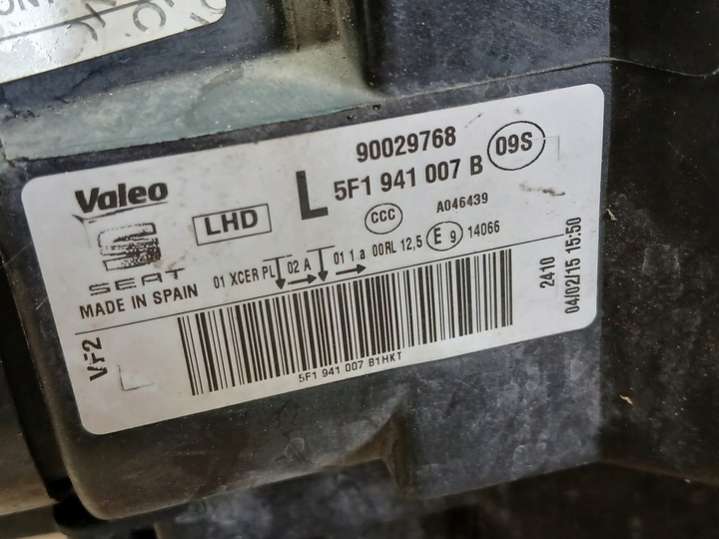 90029768
09S
Valeo
LHD
L 5F1 941 007 B
CCC
A046439
SEAT
MADE IN SPAIN
01 XCER PL 02 A 01 1.a 00RL 12,5 E 9 14066
2410
04/02/15 15:50
VF2
5F1 941 007 B1HKT